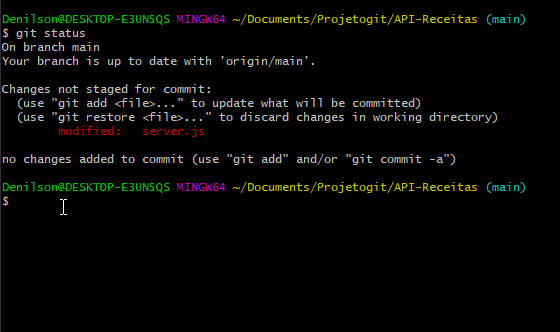 Denilson@DESKTOP-E3UN5QS MINGW64 ~/Documents/Projetogit/API-Receitas (main)
$ git status
On branch main
Your branch is up to date with 'origin/main'.

Changes not staged for commit:
  (use "git add <file>..." to update what will be committed)
  (use "git restore <file>..." to discard changes in working directory)
        modified:   server.js

no changes added to commit (use "git add" and/or "git commit -a")

Denilson@DESKTOP-E3UN5QS MINGW64 ~/Documents/Projetogit/API-Receitas (main)
$